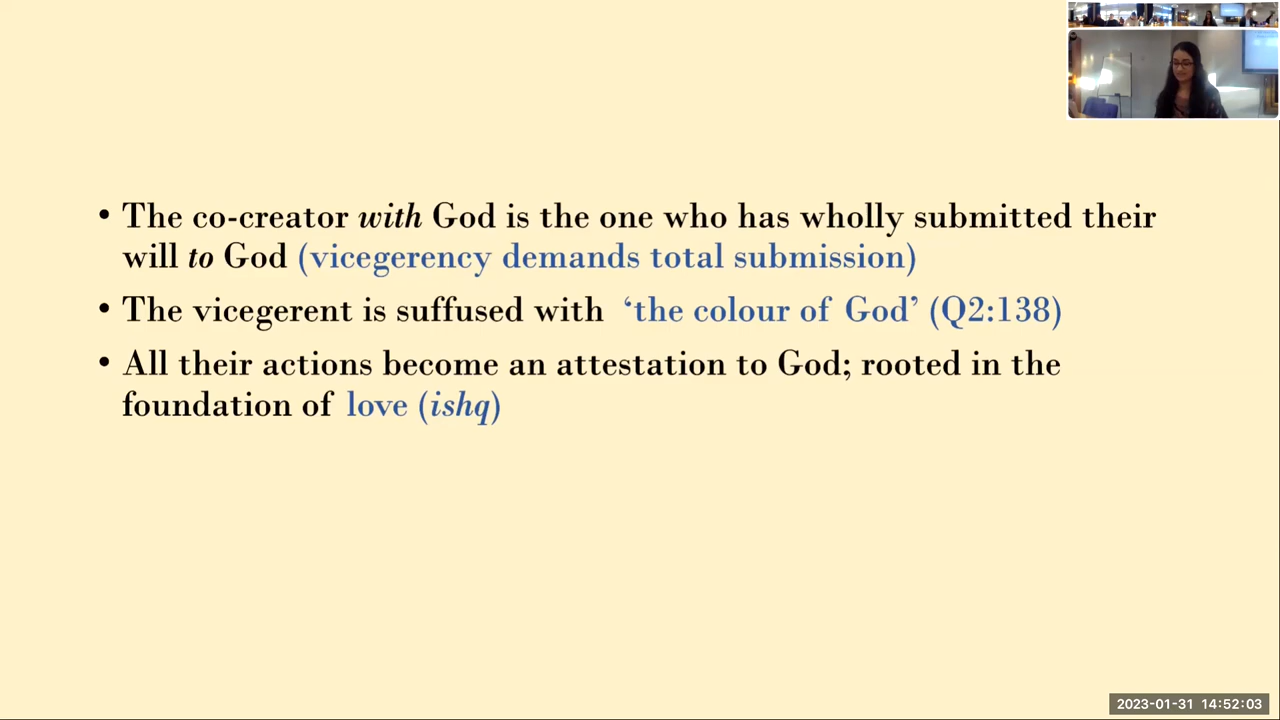 • The co-creator with God is the one who has wholly submitted their
will to God (vicegerency demands total submission)
• The vicegerent is suffused with ‘the colour of God’ (Q2:138)
• All their actions become an attestation to God; rooted in the
foundation of love (ishq)
2023-01-31 14:52:03